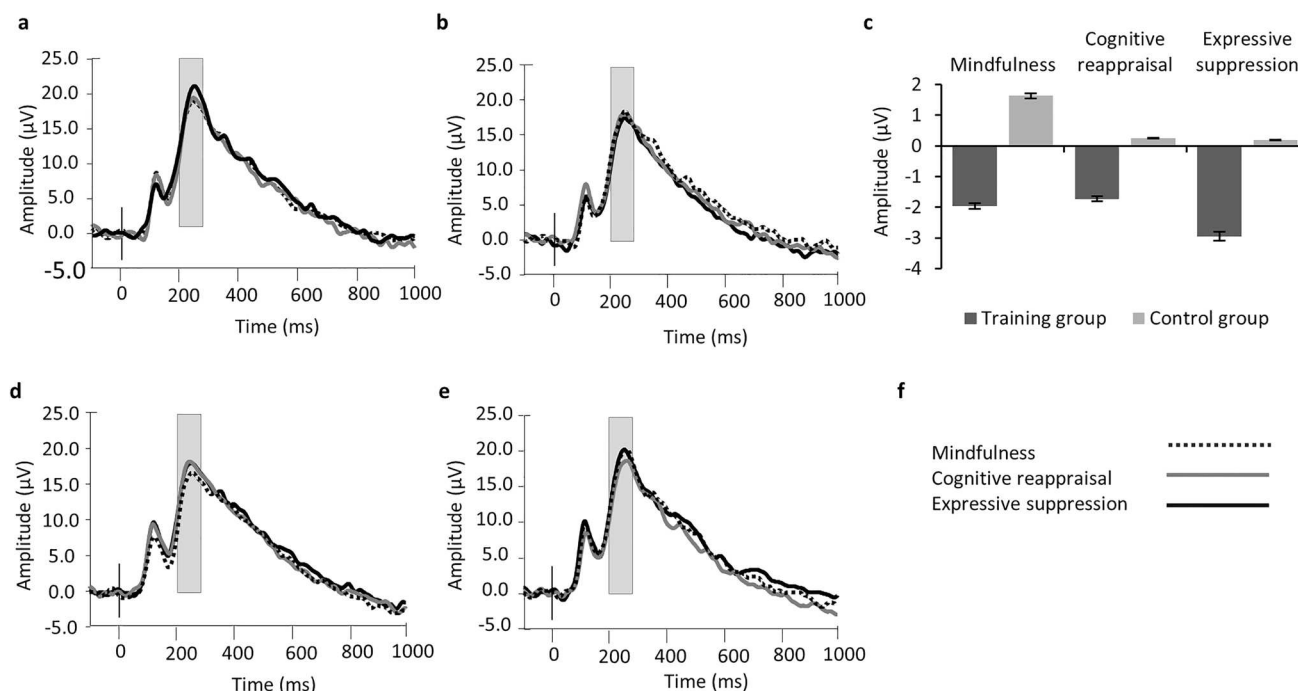 a
25.0
20.0
15.0
10.0
5.0
0.0
-5.0
Amplitude (µV)
0 200 400 600 800 1000
Time (ms)
b
25.0
20.0
15.0
10.0
5.0
0.0
-5.0
Amplitude (µV)
0 200 400 600 800 1000
Time (ms)
c
Mindfulness
Cognitive
reappraisal
Expressive
suppression
2
1
0
-1
-2
-3
-4
Amplitude (µV)
Training group Control group
d
25.0
20.0
15.0
10.0
5.0
0.0
-5.0
Amplitude (µV)
0 200 400 600 800 1000
Time (ms)
e
25.0
20.0
15.0
10.0
5.0
0.0
-5.0
Amplitude (µV)
0 200 400 600 800 1000
Time (ms)
f
Mindfulness
Cognitive reappraisal
Expressive suppression